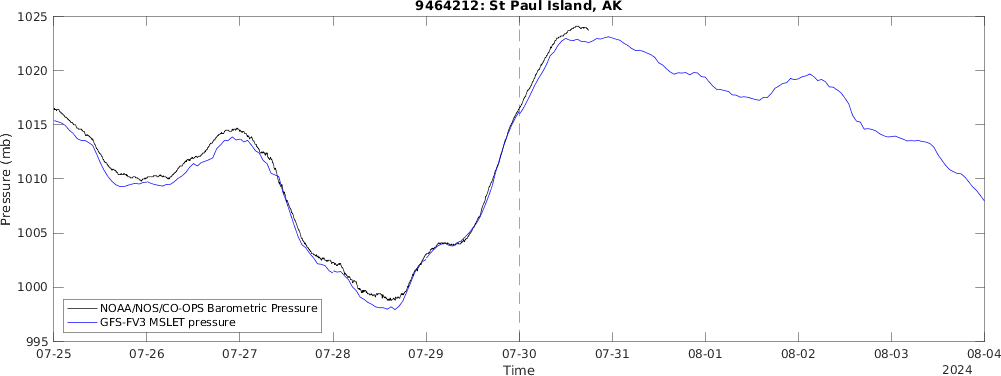 9464212: St Paul Island, AK
1025
1020
1015
1010
1005
1000
995
Pressure (mb)
NOAA/NOS/CO-OPS Barometric Pressure
GFS-FV3 MSLET pressure
07-25 07-26 07-27 07-28 07-29 07-30 07-31 08-01 08-02 08-03 08-04
Time
2024